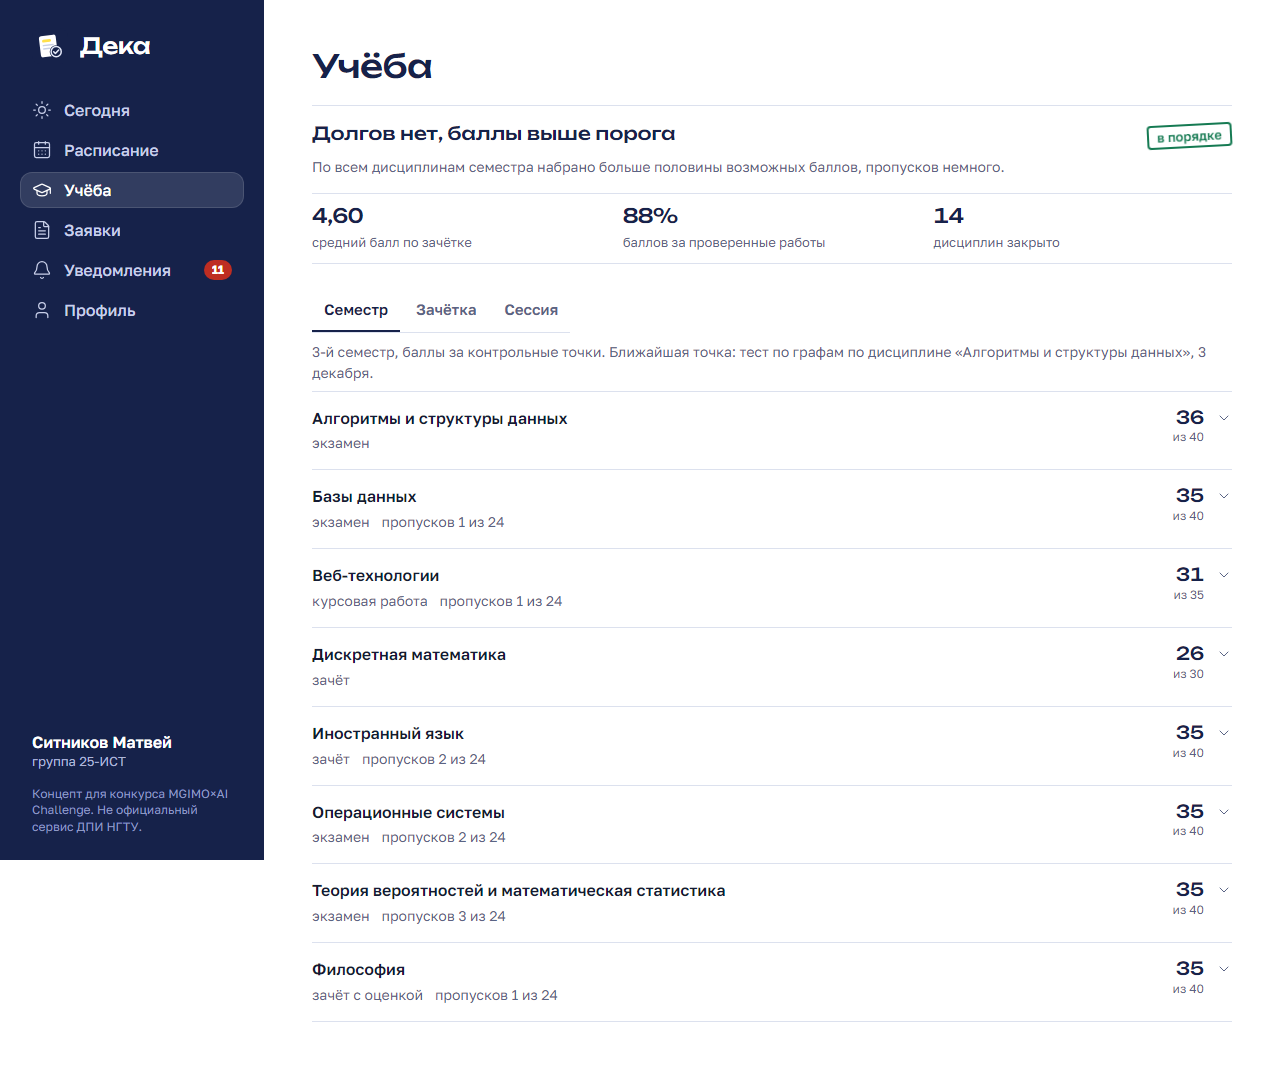 Дека
Сегодня
Расписание
Учёба
Заявки
Уведомления 11
Профиль
Ситников Матвей
группа 25-ИСТ
Концепт для конкурса MGIMO×AI
Challenge. Не официальный
сервис ДПИ НГТУ.
Учёба
Долгов нет, баллы выше порога
в порядке
По всем дисциплинам семестра набрано больше половины возможных баллов, пропусков немного.
4,60
средний балл по зачётке
88%
баллов за проверенные работы
14
дисциплин закрыто
Семестр Зачётка Сессия
3-й семестр, баллы за контрольные точки. Ближайшая точка: тест по графам по дисциплине «Алгоритмы и структуры данных», 3
декабря.
Алгоритмы и структуры данных 36
экзамен из 40
Базы данных 35
экзамен пропусков 1 из 24 из 40
Веб-технологии 31
курсовая работа пропусков 1 из 24 из 35
Дискретная математика 26
зачёт из 30
Иностранный язык 35
зачёт пропусков 2 из 24 из 40
Операционные системы 35
экзамен пропусков 2 из 24 из 40
Теория вероятностей и математическая статистика 35
экзамен пропусков 3 из 24 из 40
Философия 35
зачёт с оценкой пропусков 1 из 24 из 40